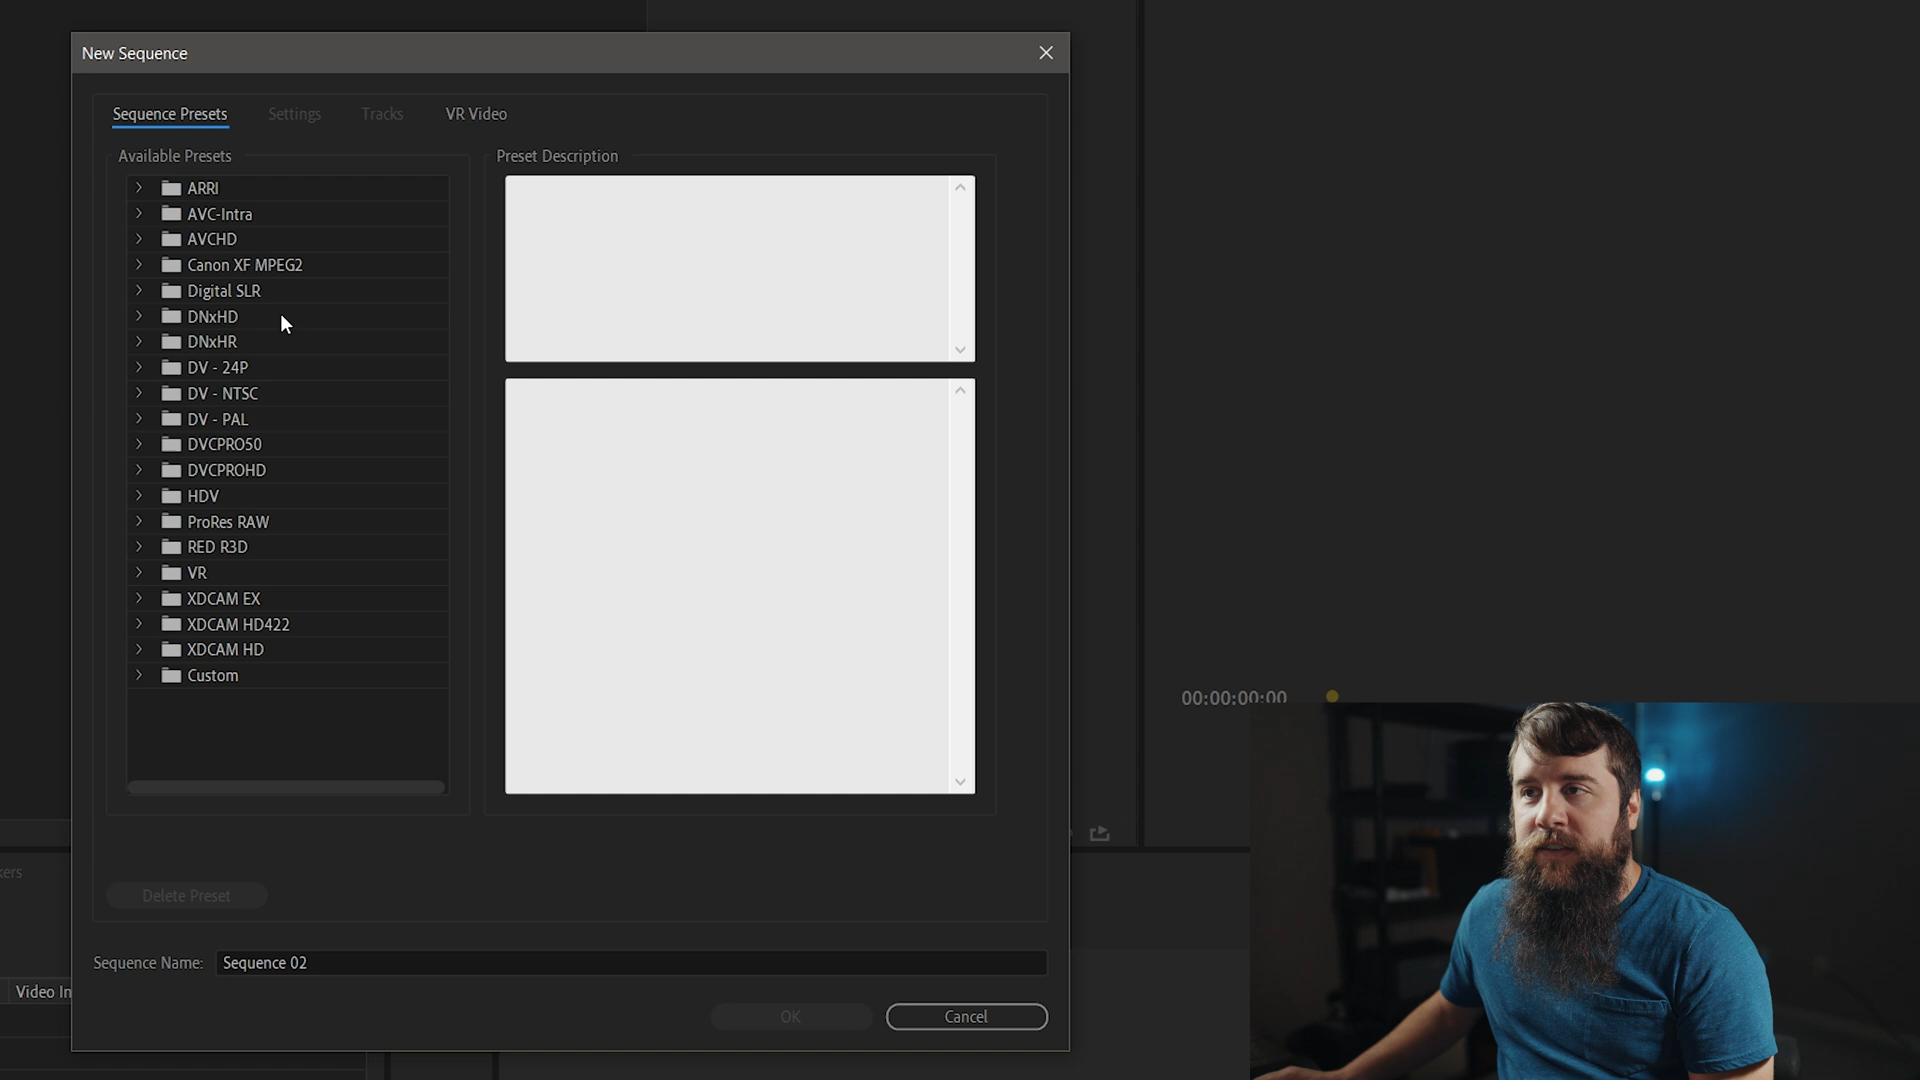 New Sequence
Sequence Presets Settings Tracks VR Video
Available Presets
Preset Description
ARRI
AVC-Intra
AVCHD
Canon XF MPEG2
Digital SLR
DNxHD
DNxHR
DV - 24P
DV - NTSC
DV - PAL
DVCPRO50
DVCPROHD
HDV
ProRes RAW
RED R3D
VR
XDCAM EX
XDCAM HD422
XDCAM HD
Custom
00:00:00:00
Delete Preset
Sequence Name: Sequence 02
Video In
OK Cancel